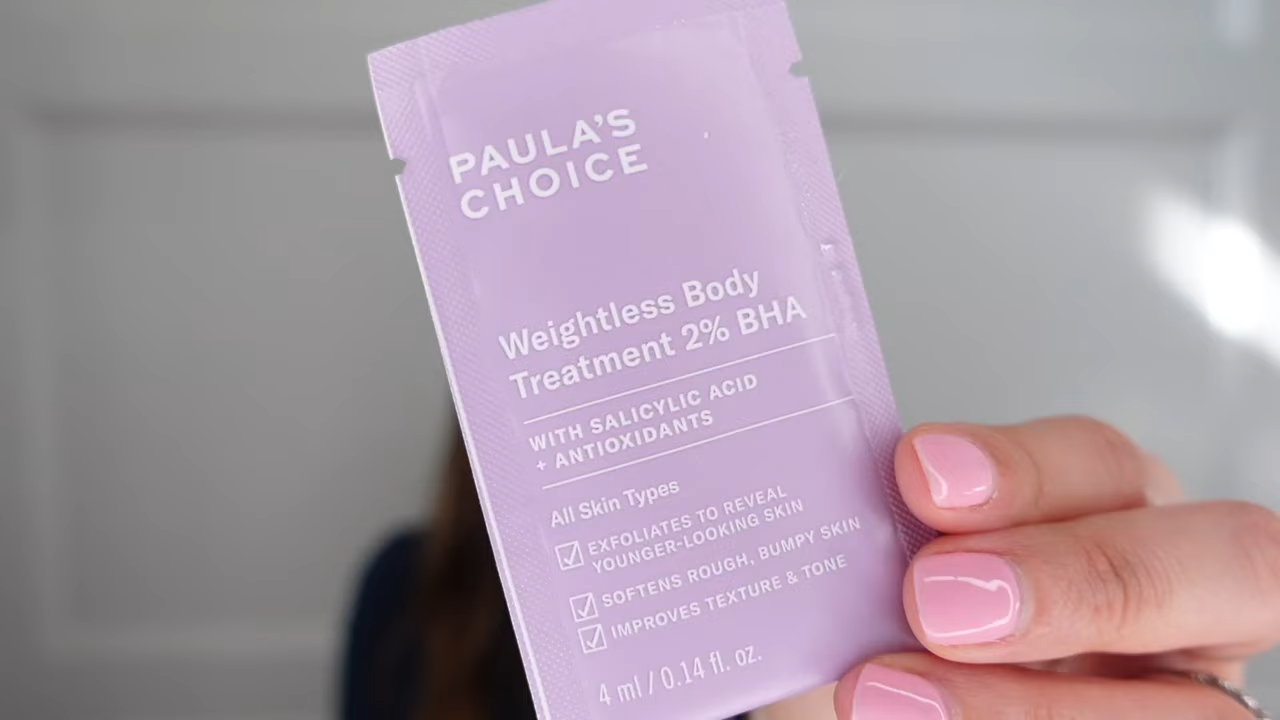 PAULA'S
CHOICE
Weightless Body
Treatment 2% BHA
WITH SALICYLIC ACID
+ ANTIOXIDANTS
All Skin Types
EXFOLIATES TO REVEAL
YOUNGER-LOOKING SKIN
SOFTENS ROUGH, BUMPY SKIN
IMPROVES TEXTURE & TONE
4 ml / 0.14 fl. oz.